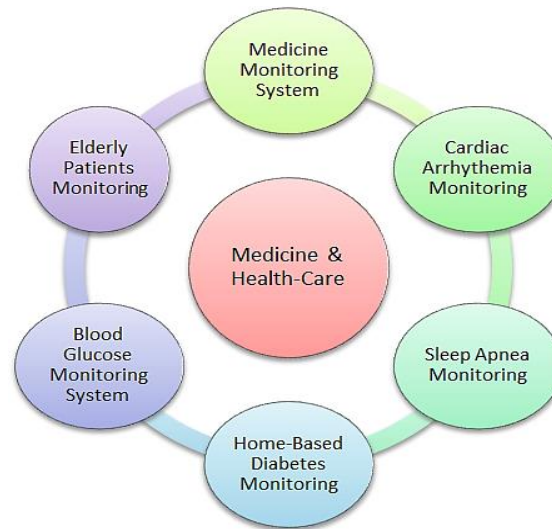 Medicine
Monitoring
System
Elderly
Patients
Monitoring
Cardiac
Arrhythemia
Monitoring
Medicine &
Health-Care
Blood
Glucose
Monitoring
System
Sleep Apnea
Monitoring
Home-Based
Diabetes
Monitoring